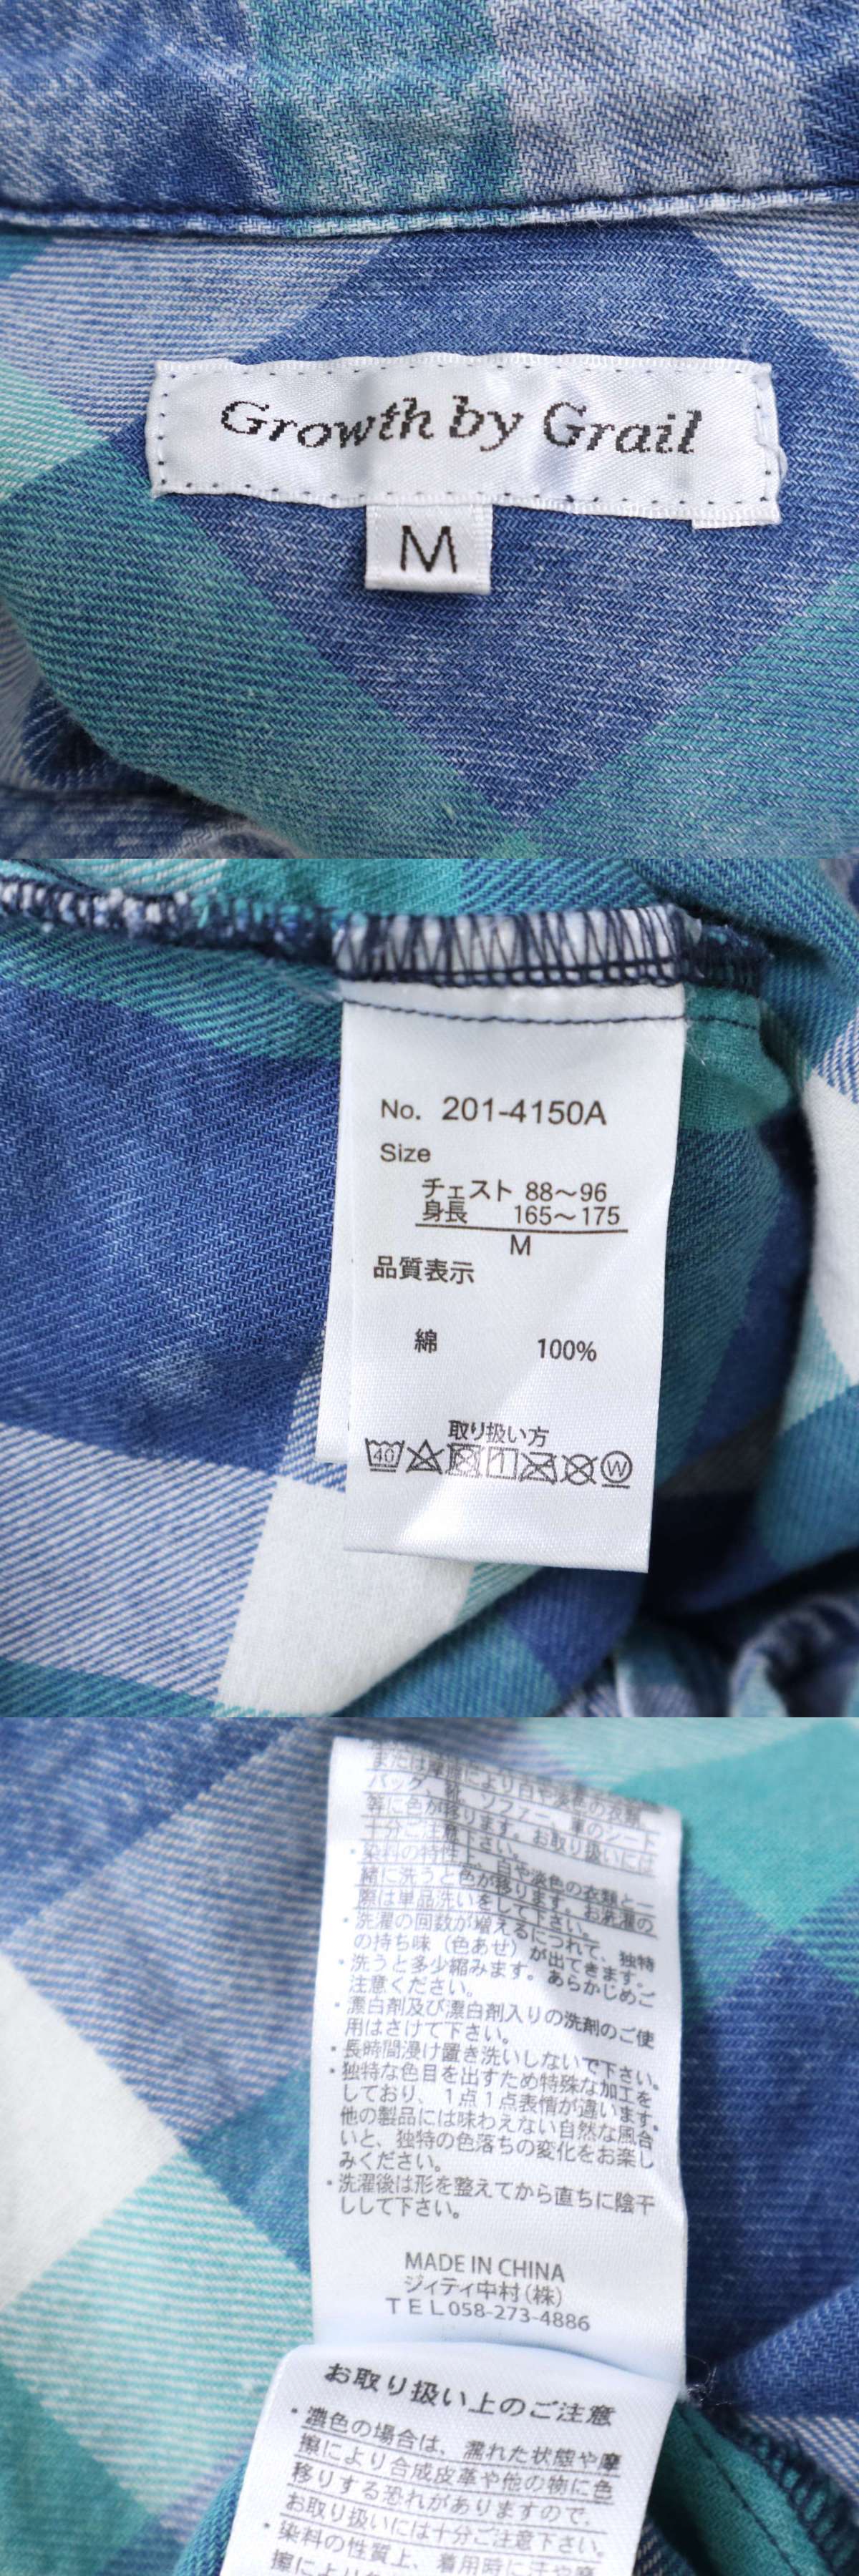 Growth by Grail
M
No. 201-4150A
Size
チェスト 88～96
身長 165～175
M
品質表示
綿 100%
取り扱い方
40 1 W
または摩擦により白や淡色の衣類、
バッグ、靴、ソファー、車のシート
等に色が移ります。お取り扱いには
十分ご注意下さい。
・染料の特性上、白や淡色の衣類と一
緒に洗うと色が移ります。お洗濯の
際は単品洗いをして下さい。
・洗濯の回数が増えるにつれて、独特
の持ち味（色あせ）が出てきます。
・洗うと多少縮みます。あらかじめご
注意ください。
・漂白剤及び漂白剤入りの洗剤のご使
用はさけて下さい。
・長時間浸け置き洗いしないで下さい。
・独特な色目を出すため特殊な加工を
しており、１点１点表情が違います。
他の製品には味わえない自然な風合
いと、独特の色落ちの変化をお楽し
みください。
・洗濯後は形を整えてから直ちに陰干
しして下さい。
MADE IN CHINA
ジィティ中村（株）
ＴＥＬ058-273-4886
お取り扱い上のご注意
・濃色の場合は、濡れた状態や摩
擦により合成皮革や他の物に色
移りする恐れがありますので、
お取り扱いには十分ご注意下さい。
・染料の性質上、着用時に汗や摩